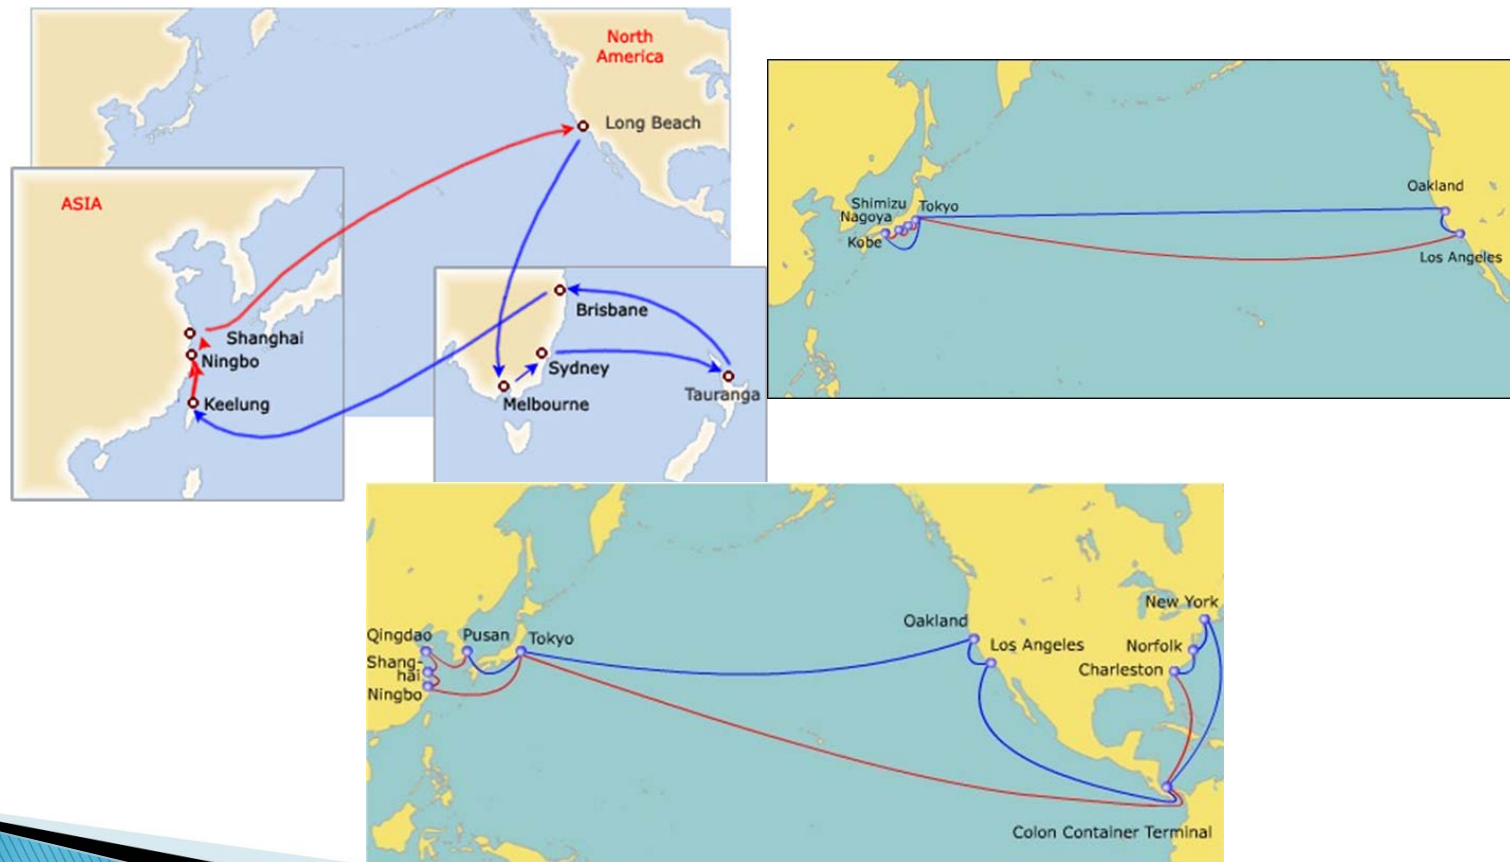 North
America
Long Beach
ASIA
Shanghai
Ningbo
Keelung
Brisbane
Sydney
Melbourne
Tauranga
Oakland
Shimizu
Tokyo
Nagoya
Kobe
Los Angeles
New York
Oakland
Qingdao
Pusan
Tokyo
Los Angeles
Norfolk
Shang-
hai
Charleston
Ningbo
Colon Container Terminal